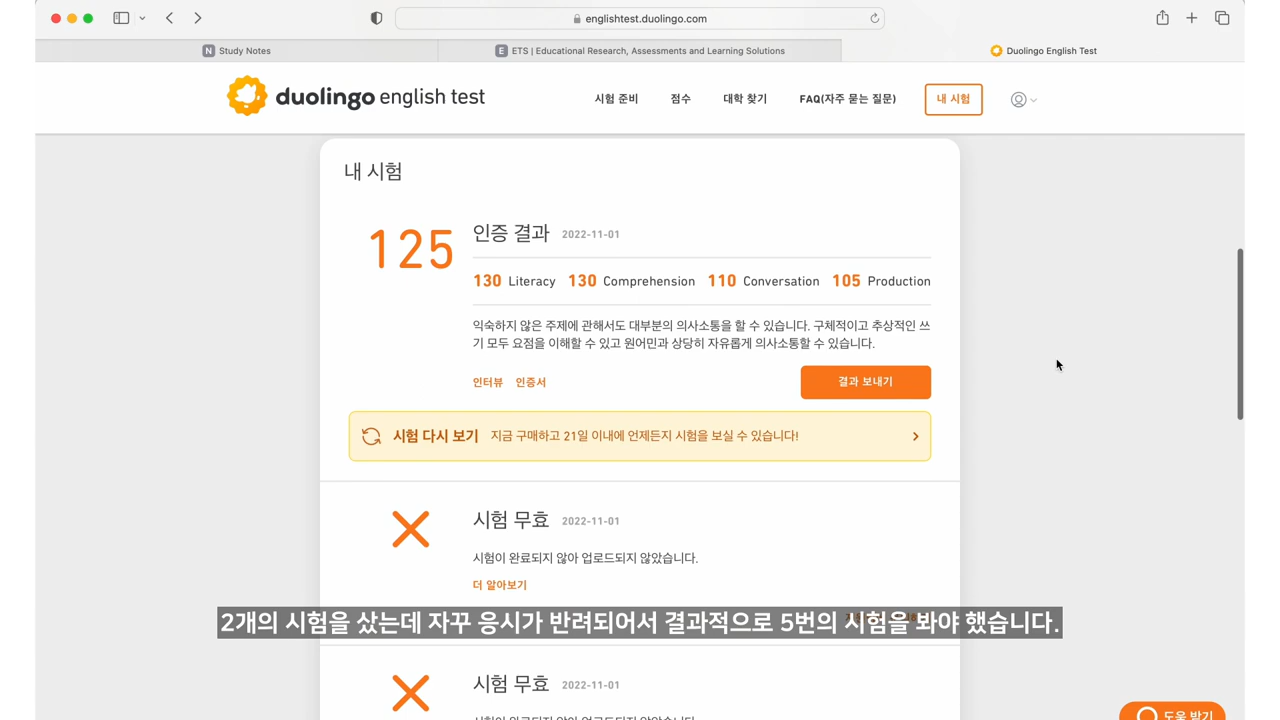 englishtest.duolingo.com
N Study Notes
E ETS | Educational Research, Assessments and Learning Solutions
Duolingo English Test
duolingo english test
시험 준비
점수
대학 찾기
FAQ(자주 묻는 질문)
내 시험
내 시험
125
인증 결과 2022-11-01
130 Literacy 130 Comprehension 110 Conversation 105 Production
익숙하지 않은 주제에 관해서도 대부분의 의사소통을 할 수 있습니다. 구체적이고 추상적인 쓰
기 모두 요점을 이해할 수 있고 원어민과 상당히 자유롭게 의사소통할 수 있습니다.
인터뷰 인증서
결과 보내기
시험 다시 보기 지금 구매하고 21일 이내에 언제든지 시험을 보실 수 있습니다!
시험 무효 2022-11-01
시험이 완료되지 않아 업로드되지 않았습니다.
더 알아보기
2개의 시험을 샀는데 자꾸 응시가 반려되어서 결과적으로 5번의 시험을 봐야 했습니다.
시험 무효 2022-11-01
도움 받기